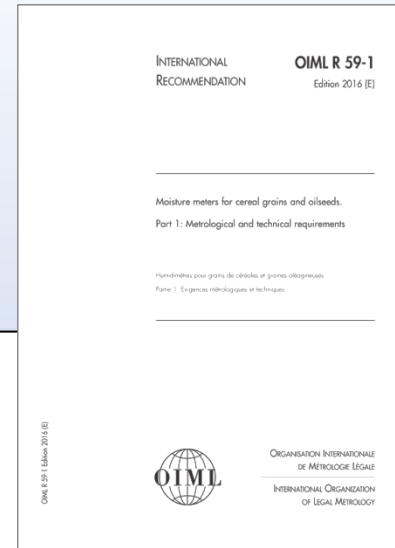 INTERNATIONAL
RECOMMENDATION
OIML R 59-1
Edition 2016 (E)
Moisture meters for cereal grains and oilseeds.
Part 1: Metrological and technical requirements
Humidimètres pour grains de céréales et graines oléagineuses
Partie 1 Exigences métrologiques et techniques
OIML R 59-1 Edition 2016 (E)
OIML
ORGANISATION INTERNATIONALE
DE MÉTROLOGIE LÉGALE
INTERNATIONAL ORGANIZATION
OF LEGAL METROLOGY